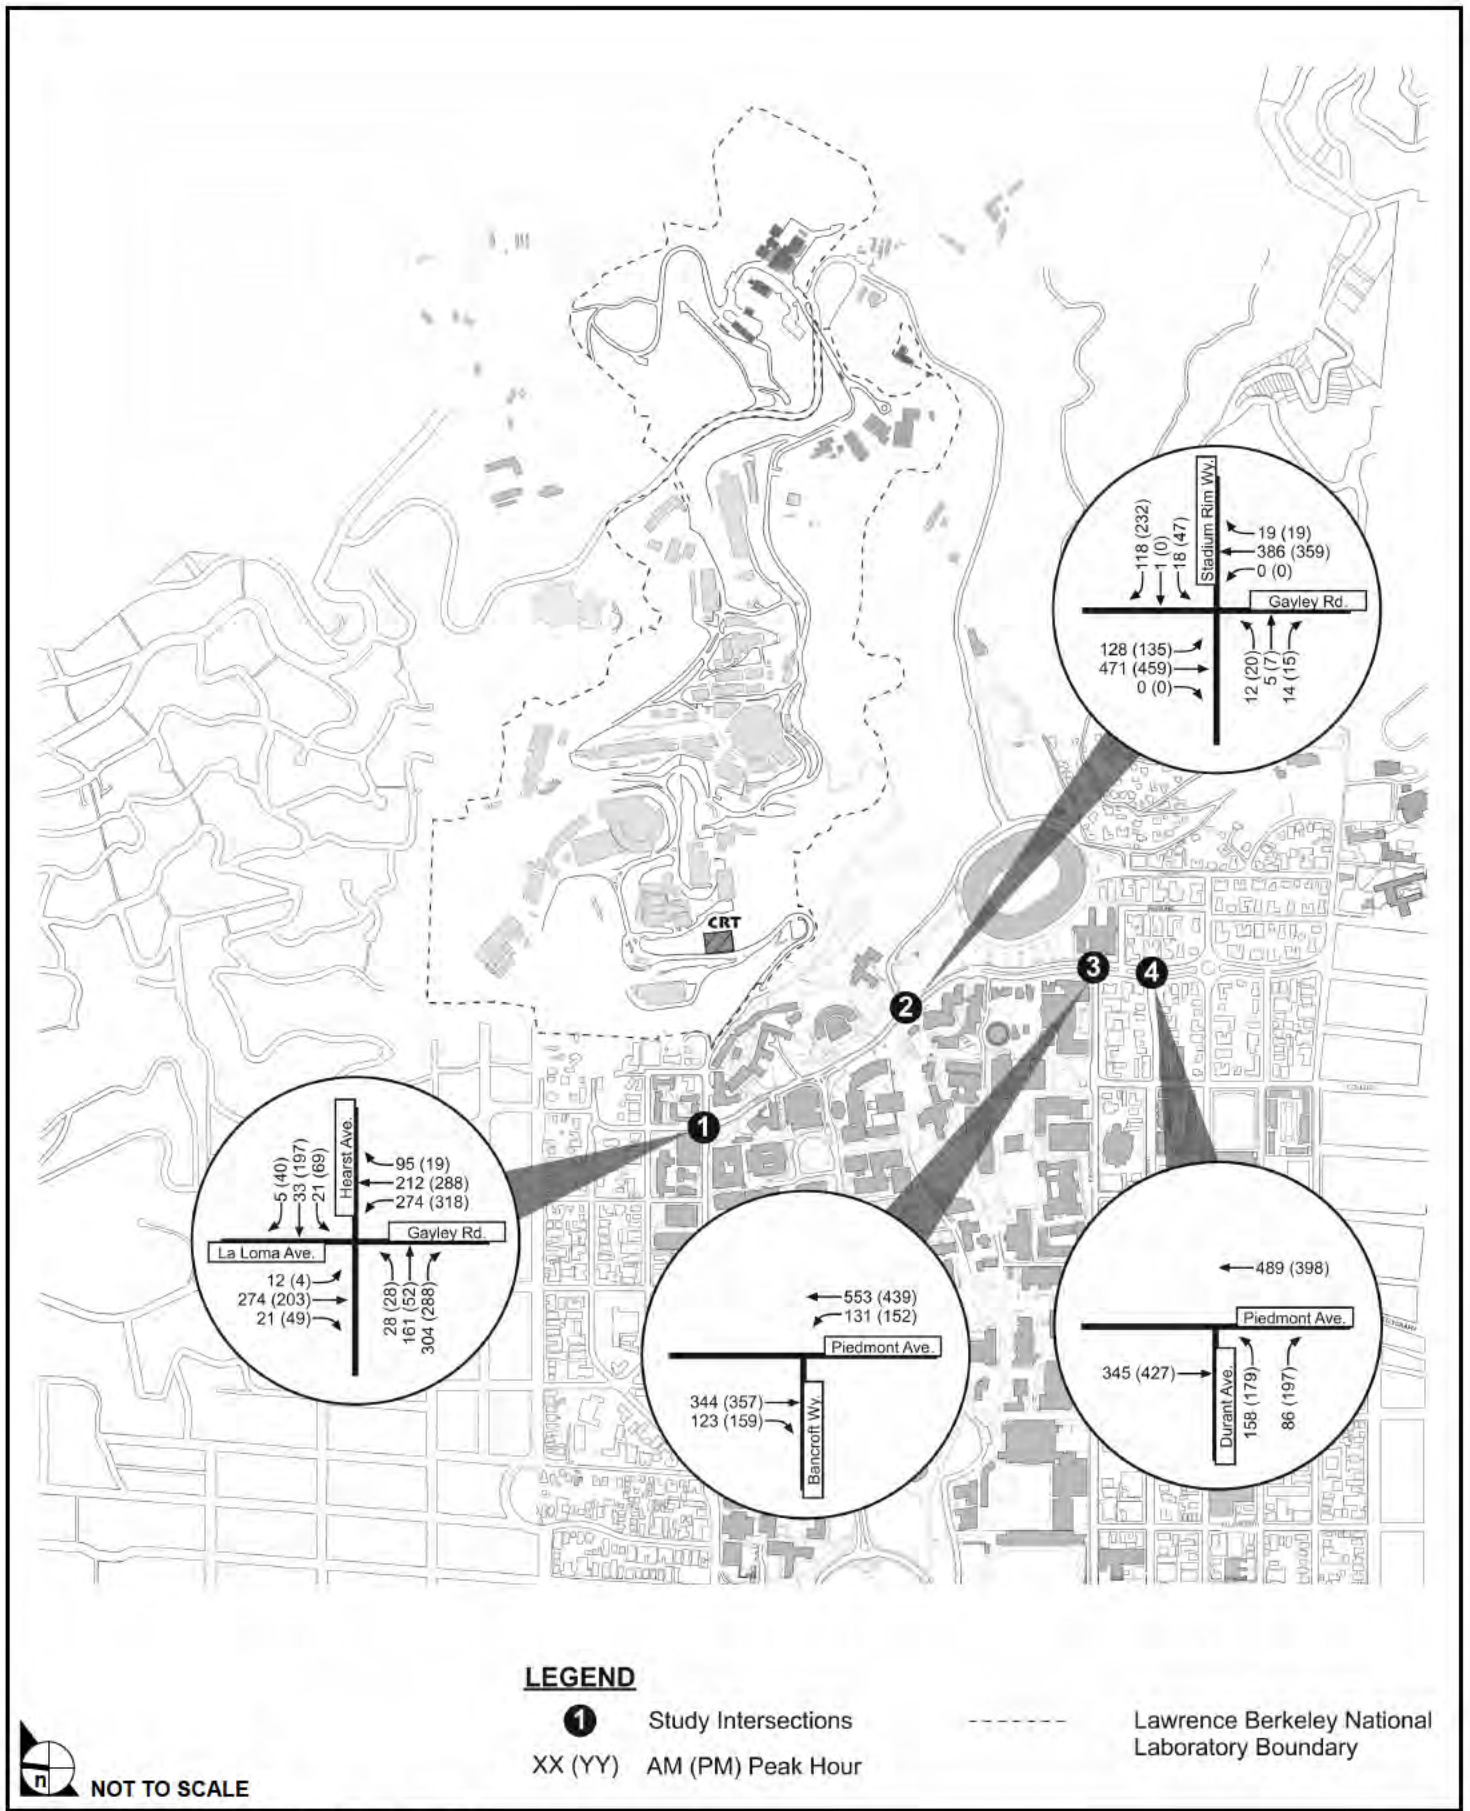 118 (232)
1 (0)
18 (47)
Stadium Rim Wy.
19 (19)
386 (359)
0 (0)
Gayley Rd.
128 (135)
471 (459)
0 (0)
12 (20)
5 (7)
14 (15)
CRT
3
4
2
1
5 (40)
33 (197)
21 (69)
Hearst Ave.
95 (19)
212 (288)
274 (318)
Gayley Rd.
La Loma Ave.
12 (4)
274 (203)
21 (49)
28 (28)
161 (52)
304 (288)
553 (439)
131 (152)
Piedmont Ave.
344 (357)
123 (159)
Bancroft Wy.
489 (398)
Piedmont Ave.
345 (427)
Durant Ave.
158 (179)
86 (197)
LEGEND
1 Study Intersections
XX (YY) AM (PM) Peak Hour
Lawrence Berkeley National
Laboratory Boundary
n
NOT TO SCALE